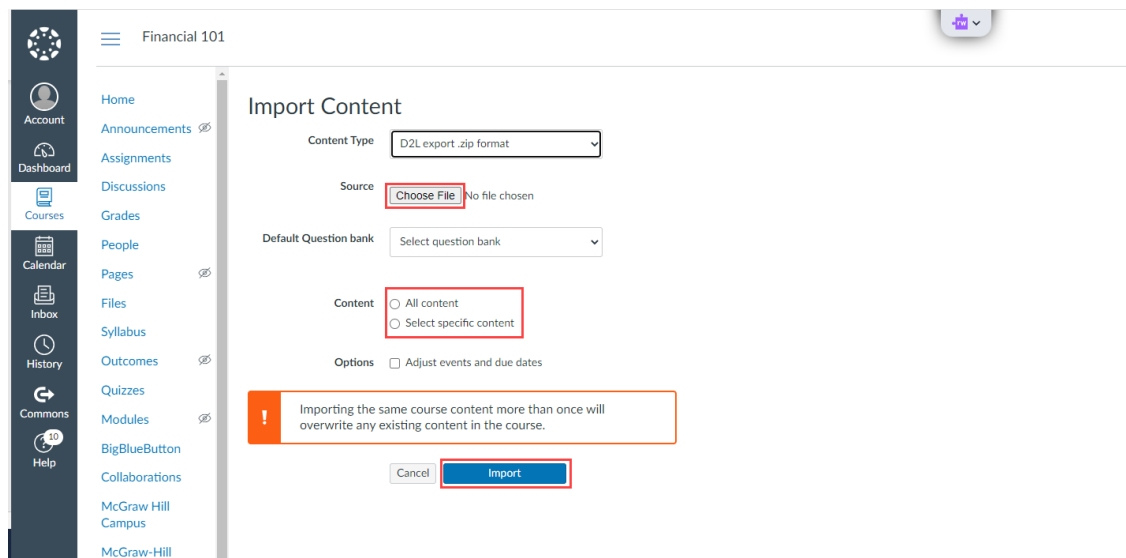 Financial 101
rw
Account
Dashboard
Courses
Calendar
Inbox
History
Commons
10
Help
Home
Announcements
Assignments
Discussions
Grades
People
Pages
Files
Syllabus
Outcomes
Quizzes
Modules
BigBlueButton
Collaborations
McGraw Hill
Campus
McGraw-Hill
Import Content
Content Type D2L export .zip format
Source Choose File No file chosen
Default Question bank Select question bank
Content All content
Select specific content
Options Adjust events and due dates
! Importing the same course content more than once will
overwrite any existing content in the course.
Cancel Import